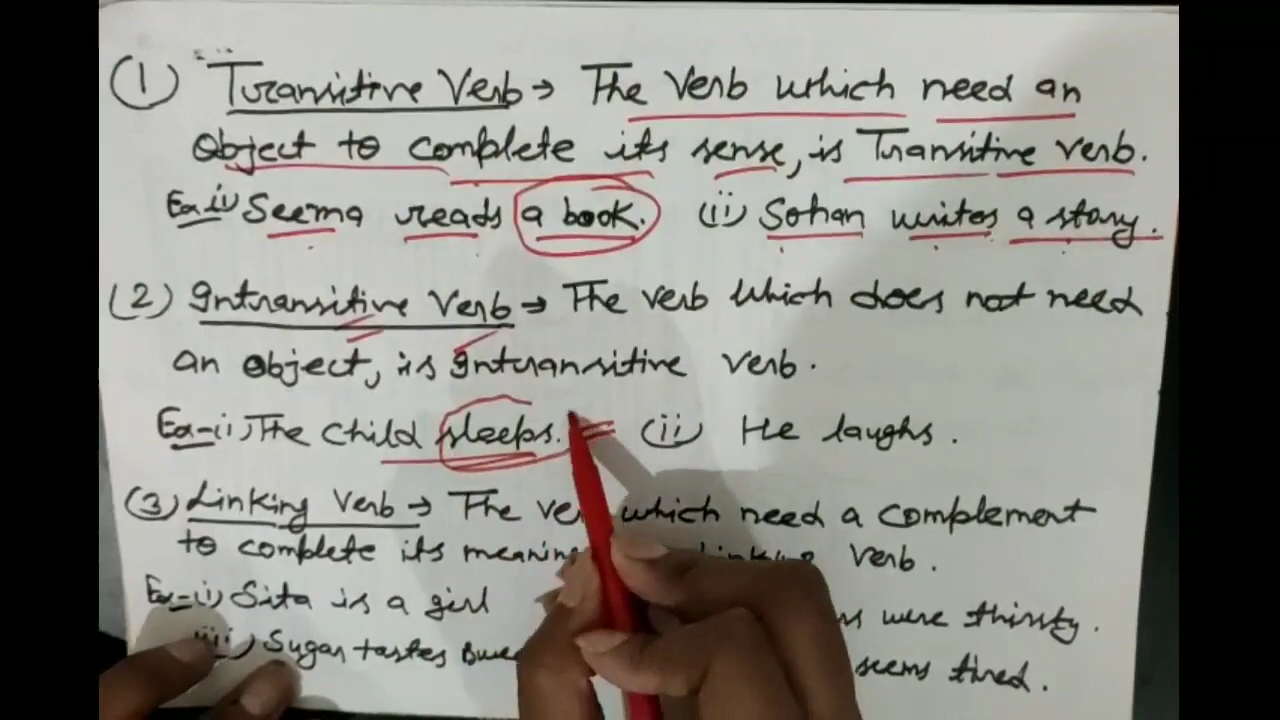 (1) Transitive Verb → The Verb which need an
object to complete its sense, is Transitive verb.
Ex-i) Seema reads a book. (ii) Sohan writes a story.
(2) Intransitive Verb → The verb which does not need
an object, is Intransitive verb.
Ex-i) The child sleeps. (ii) He laughs.
(3) Linking Verb → The which need a complement
to complete its verb.
Ex-i) Sita is a girl were thirsty.
iii) Sugar tastes seems tired.